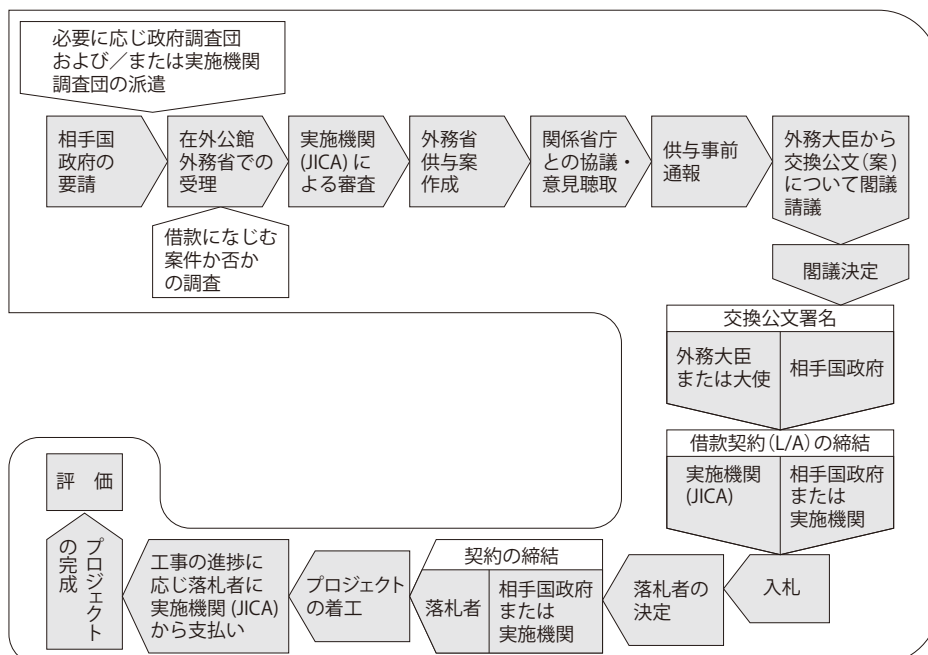 必要に応じ政府調査団
および／または実施機関
調査団の派遣
相手国
政府の
要請
在外公館
外務省での
受理
実施機関
(JICA)に
よる審査
外務省
供与案
作成
関係省庁
との協議・
意見聴取
供与事前
通報
外務大臣から
交換公文（案）
について閣議
請議
借款になじむ
案件か否か
の調査
閣議決定
交換公文署名
外務大臣
または大使
相手国政府
借款契約（L/A）の締結
実施機関
(JICA)
相手国政府
または
実施機関
入札
落札者の
決定
契約の締結
落札者
相手国政府
または
実施機関
プロジェクト
の着工
工事の進捗に
応じ落札者に
実施機関(JICA)
から支払い
プロジェクト
の完成
評　価